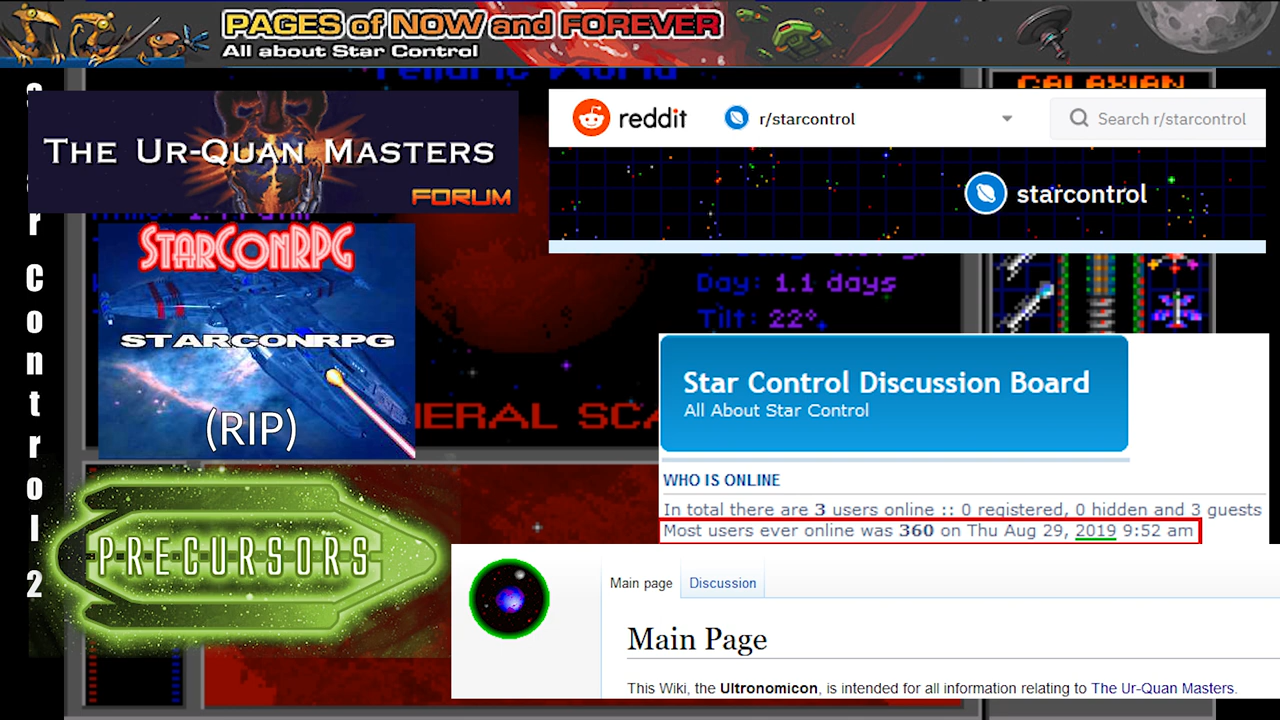 PAGES of NOW and FOREVER
All about Star Control
Star Control 2
THE UR-QUAN MASTERS
FORUM
reddit
r/starcontrol
Search r/starcontrol
starcontrol
STARCONRPG
STARCONRPG
(RIP)
Day: 1.1 days
Tilt: 22°
Star Control Discussion Board
All About Star Control
WHO IS ONLINE
In total there are 3 users online :: 0 registered, 0 hidden and 3 guests
Most users ever online was 360 on Thu Aug 29, 2019 9:52 am
PRECURSORS
Main page
Discussion
Main Page
This Wiki, the Ultronomicon, is intended for all information relating to The Ur-Quan Masters.